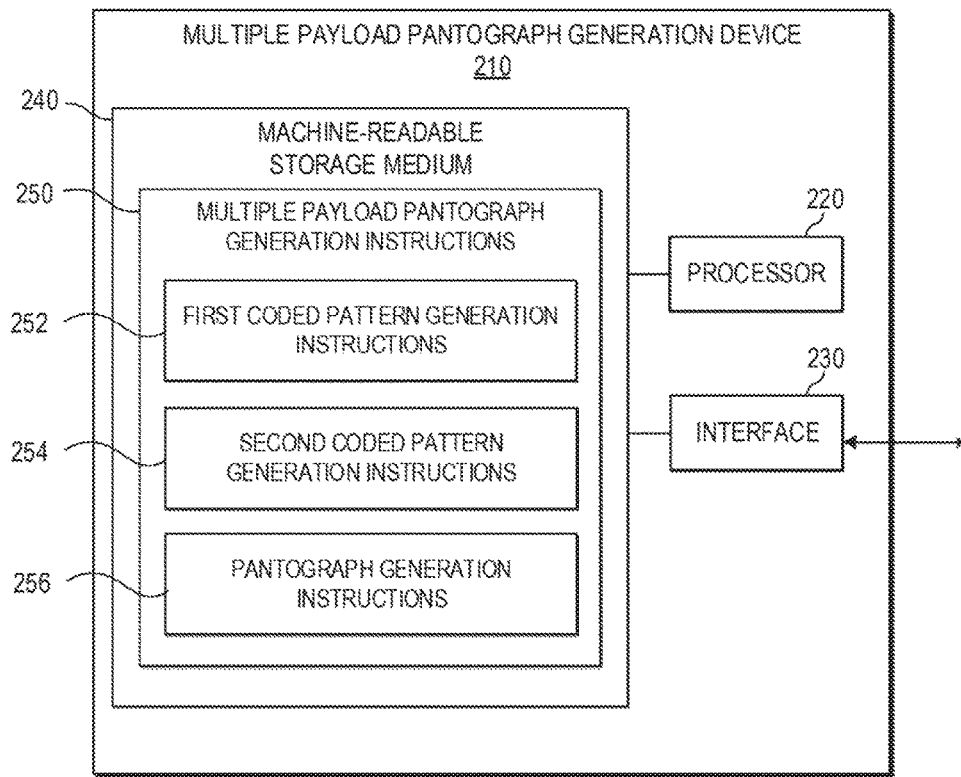 MULTIPLE PAYLOAD PANTOGRAPH GENERATION DEVICE
210
240
MACHINE-READABLE
STORAGE MEDIUM
250
MULTIPLE PAYLOAD PANTOGRAPH
GENERATION INSTRUCTIONS
220
PROCESSOR
252
FIRST CODED PATTERN GENERATION
INSTRUCTIONS
230
INTERFACE
254
SECOND CODED PATTERN
GENERATION INSTRUCTIONS
256
PANTOGRAPH GENERATION
INSTRUCTIONS